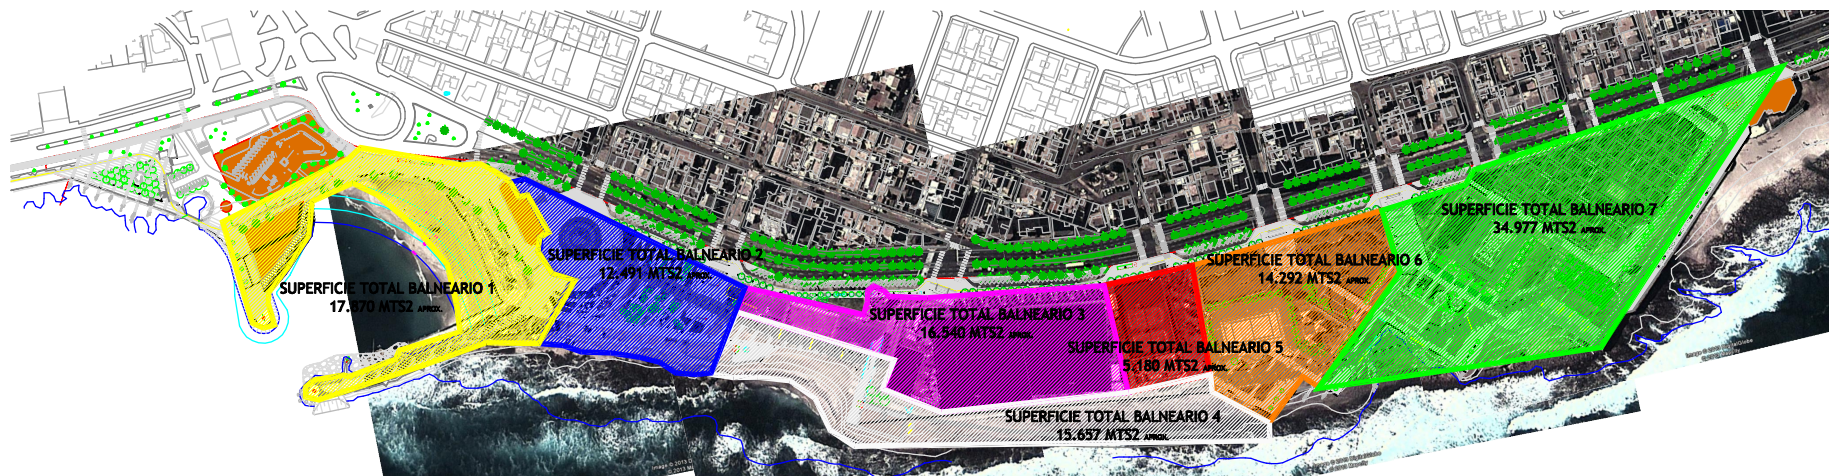 SUPERFICIE TOTAL BALNEARIO 1
17.870 MTS2 APROX.
SUPERFICIE TOTAL BALNEARIO 2
12.491 MTS2 APROX.
SUPERFICIE TOTAL BALNEARIO 3
16.540 MTS2 APROX.
SUPERFICIE TOTAL BALNEARIO 4
15.657 MTS2 APROX.
SUPERFICIE TOTAL BALNEARIO 5
5.180 MTS2 APROX.
SUPERFICIE TOTAL BALNEARIO 6
14.292 MTS2 APROX.
SUPERFICIE TOTAL BALNEARIO 7
34.977 MTS2 APROX.